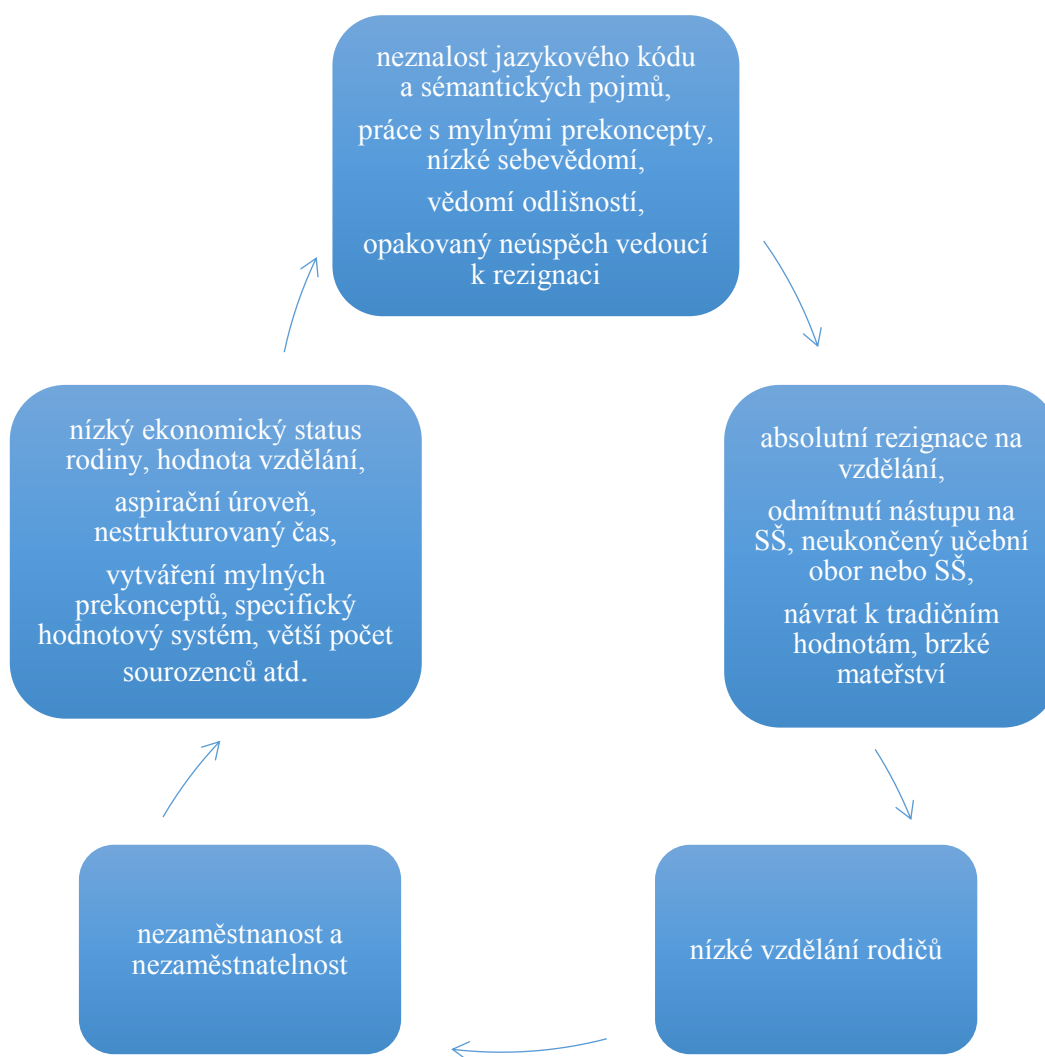 neznalost jazykového kódu
a sémantických pojmů,
práce s mylnými prekoncepty,
nízké sebevědomí,
vědomí odlišností,
opakovaný neúspěch vedoucí
k rezignaci
absolutní rezignace na
vzdělání,
odmítnutí nástupu na
SŠ, neukončený učební
obor nebo SŠ,
návrat k tradičním
hodnotám, brzké
mateřství
nízké vzdělání rodičů
nezaměstnanost a
nezaměstnatelnost
nízký ekonomický status
rodiny, hodnota vzdělání,
aspirační úroveň,
nestrukturovaný čas,
vytváření mylných
prekonceptů, specifický
hodnotový systém, větší počet
sourozenců atd.